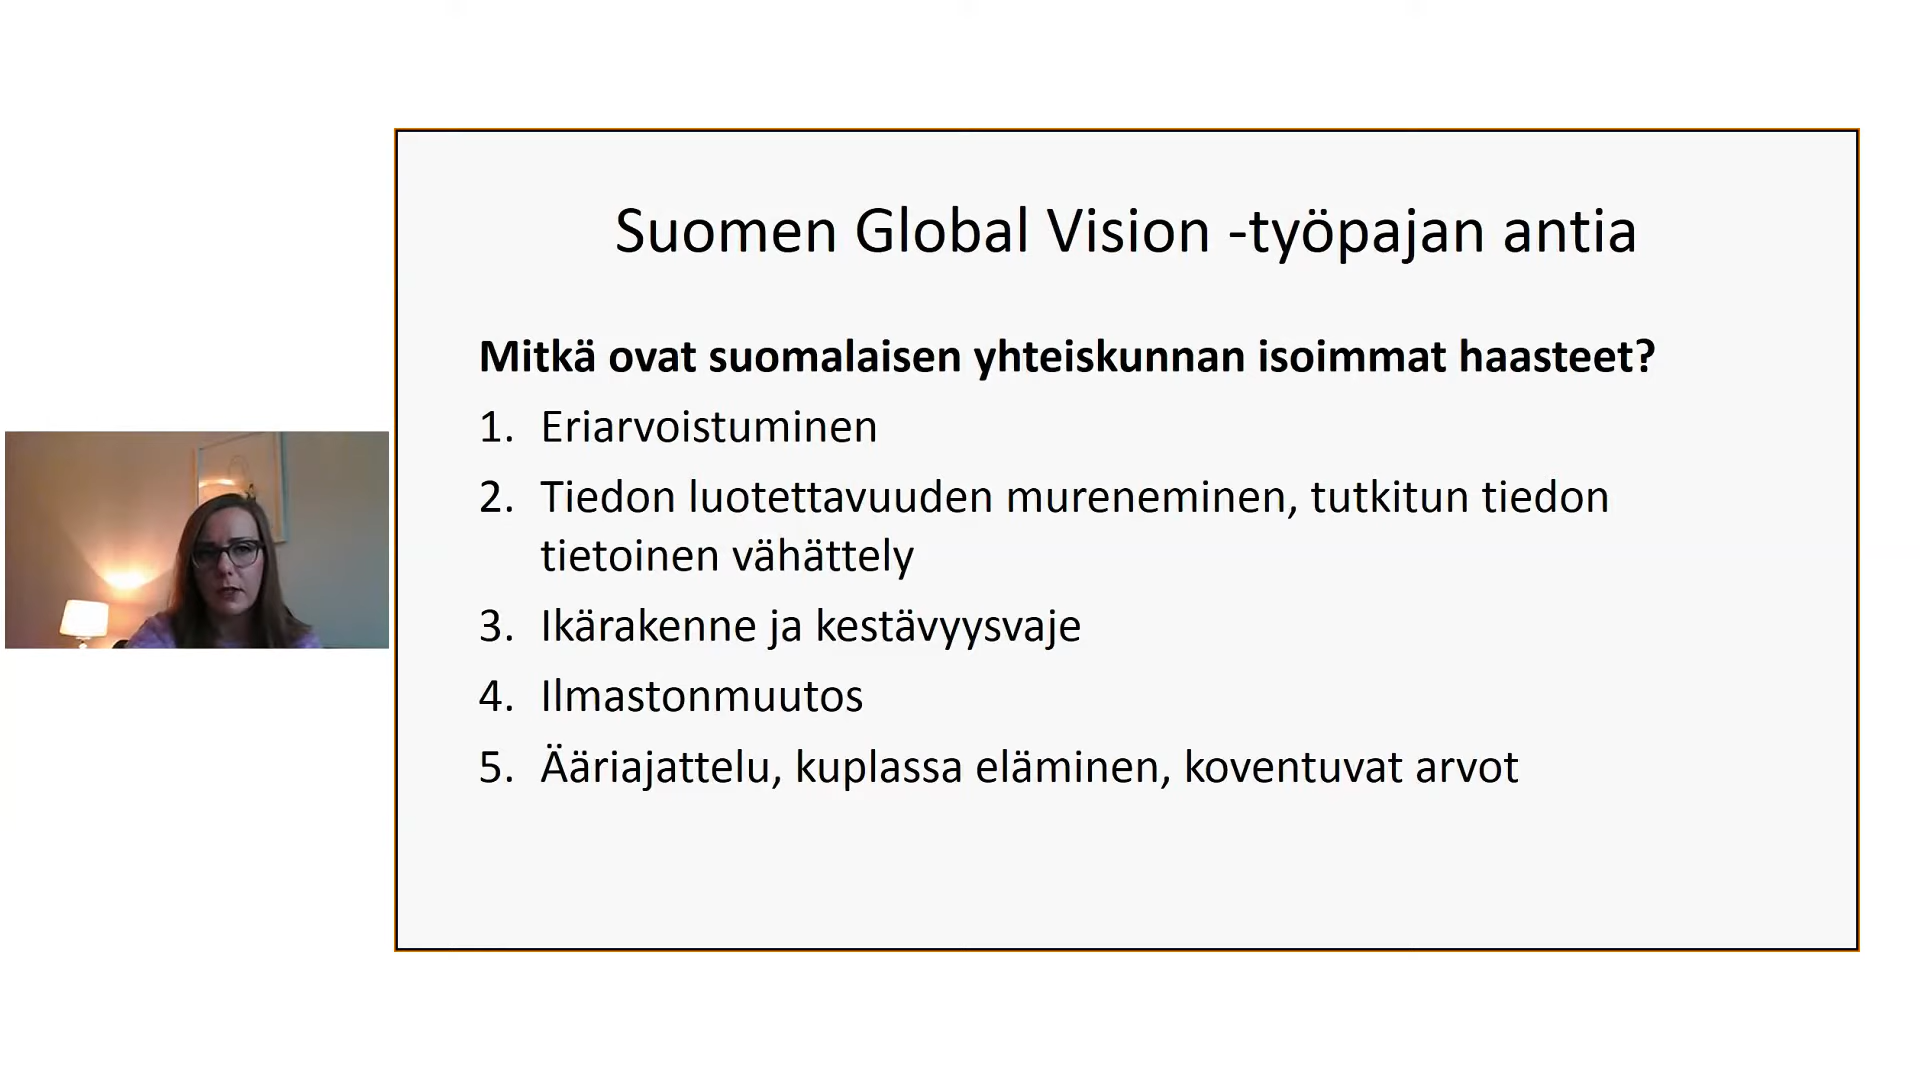 Suomen Global Vision -työpajan antia
Mitkä ovat suomalaisen yhteiskunnan isoimmat haasteet?
1. Eriarvoistuminen
2. Tiedon luotettavuuden mureneminen, tutkitun tiedon
tietoinen vähättely
3. Ikärakenne ja kestävyysvaje
4. Ilmastonmuutos
5. Ääriajattelu, kuplassa eläminen, koventuvat arvot